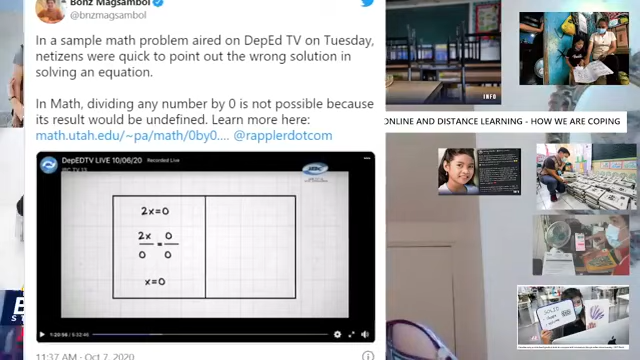 Bonz Magsambol
@bnzmagsambol
In a sample math problem aired on DepEd TV on Tuesday,
netizens were quick to point out the wrong solution in
solving an equation.
In Math, dividing any number by 0 is not possible because
its result would be undefined. Learn more here:
math.utah.edu/~pa/math/0by0.... @rapplerdotcom
DepEDTV LIVE 10/06/20 Recorded Live
2x=0
2x/0 = 0/0
x=0
11:37 AM · Oct 7, 2020
INFO
ONLINE AND DISTANCE LEARNING - HOW WE ARE COPING